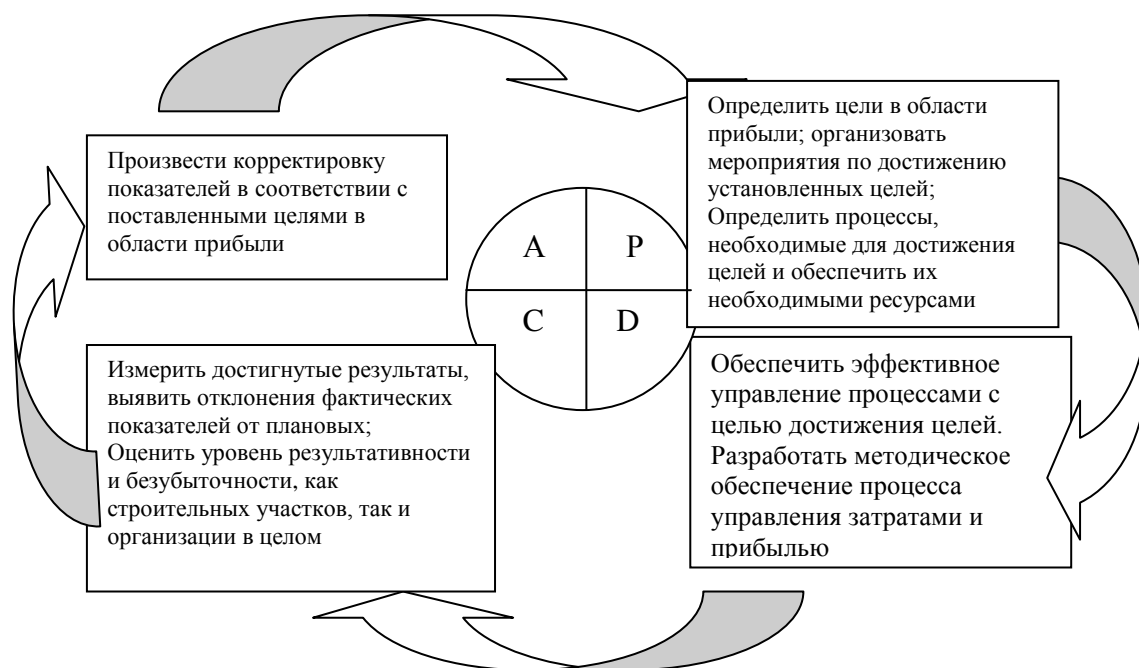 Определить цели в области
прибыли; организовать
мероприятия по достижению
установленных целей;
Определить процессы,
необходимые для достижения
целей и обеспечить их
необходимыми ресурсами
Произвести корректировку
показателей в соответствии с
поставленными целями в
области прибыли
A P
C D
Измерить достигнутые результаты,
выявить отклонения фактических
показателей от плановых;
Оценить уровень результативности
и безубыточности, как
строительных участков, так и
организации в целом
Обеспечить эффективное
управление процессами с
целью достижения целей.
Разработать методическое
обеспечение процесса
управления затратами и
прибылью